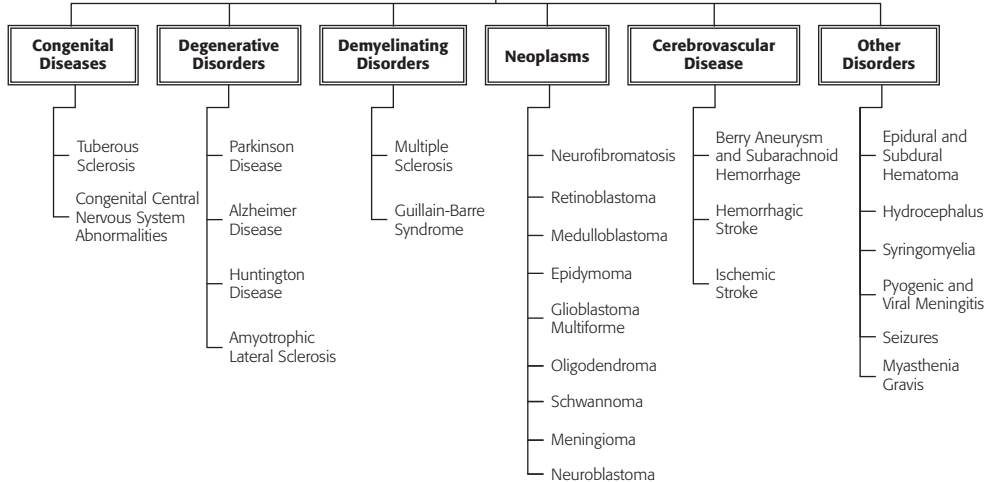 Congenital
Diseases
Degenerative
Disorders
Demyelinating
Disorders
Neoplasms
Cerebrovascular
Disease
Other
Disorders
Tuberous
Sclerosis
Congenital Central
Nervous System
Abnormalities
Parkinson
Disease
Alzheimer
Disease
Huntington
Disease
Amyotrophic
Lateral Sclerosis
Multiple
Sclerosis
Guillain-Barre
Syndrome
Neurofibromatosis
Retinoblastoma
Medulloblastoma
Epidymoma
Glioblastoma
Multiforme
Oligodendroma
Schwannoma
Meningioma
Neuroblastoma
Berry Aneurysm
and Subarachnoid
Hemorrhage
Hemorrhagic
Stroke
Ischemic
Stroke
Epidural and
Subdural
Hematoma
Hydrocephalus
Syringomyelia
Pyogenic and
Viral Meningitis
Seizures
Myasthenia
Gravis